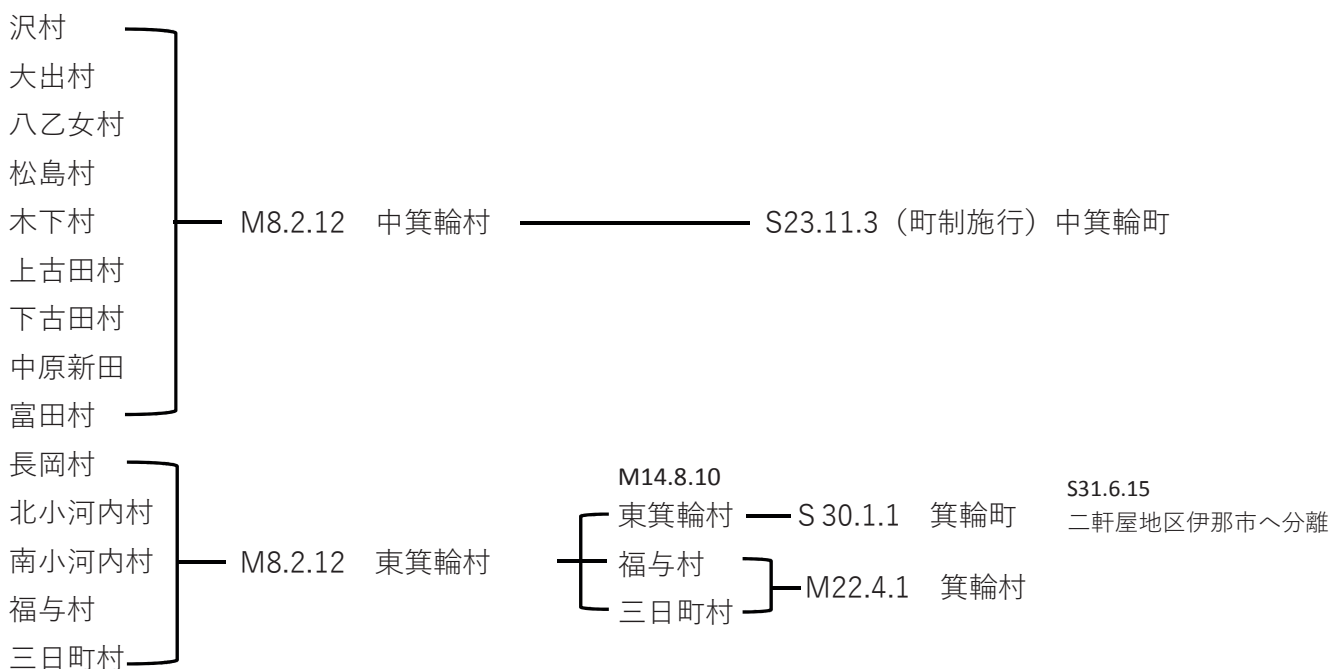 沢村
大出村
八乙女村
松島村
木下村
M8.2.12 中箕輪村
S23.11.3（町制施行）中箕輪町
上古田村
下古田村
中原新田
富田村
長岡村
北小河内村
南小河内村
福与村
三日町村
M8.2.12 東箕輪村
M14.8.10
東箕輪村
福与村
三日町村
S 30.1.1 箕輪町
M22.4.1 箕輪村
S31.6.15
二軒屋地区伊那市へ分離